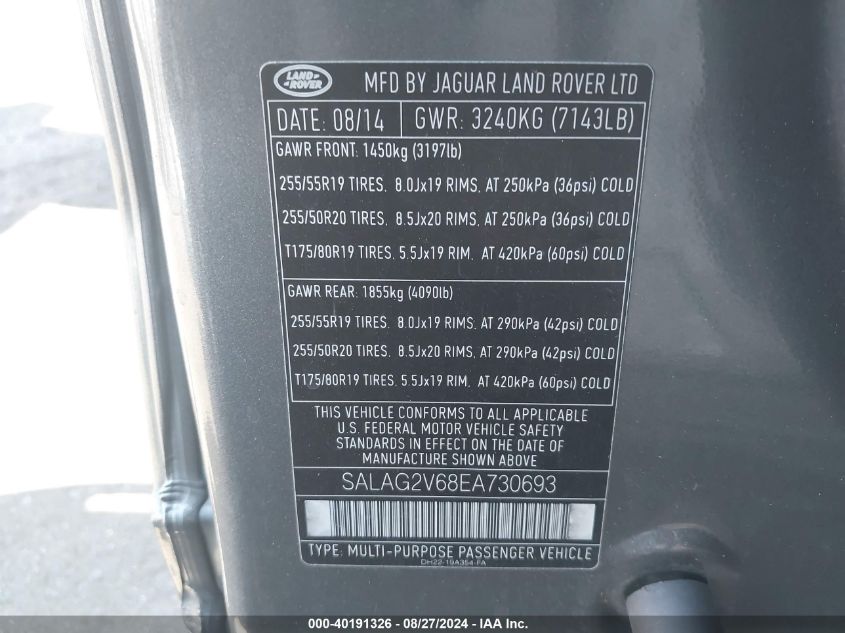 LAND ROVER
MFD BY JAGUAR LAND ROVER LTD
DATE: 08/14 GWR: 3240KG (7143LB)
GAWR FRONT: 1450kg (3197lb)
255/55R19 TIRES, 8.0Jx19 RIMS, AT 250kPa (36psi) COLD
255/50R20 TIRES, 8.5Jx20 RIMS, AT 250kPa (36psi) COLD
T175/80R19 TIRES, 5.5Jx19 RIM, AT 420kPa (60psi) COLD
GAWR REAR: 1855kg (4090lb)
255/55R19 TIRES, 8.0Jx19 RIMS, AT 290kPa (42psi) COLD
255/50R20 TIRES, 8.5Jx20 RIMS, AT 290kPa (42psi) COLD
T175/80R19 TIRES, 5.5Jx19 RIM, AT 420kPa (60psi) COLD
THIS VEHICLE CONFORMS TO ALL APPLICABLE
U.S. FEDERAL MOTOR VEHICLE SAFETY
STANDARDS IN EFFECT ON THE DATE OF
MANUFACTURE SHOWN ABOVE
SALAG2V68EA730693
TYPE: MULTI-PURPOSE PASSENGER VEHICLE
DH22-19A354-FA
000-40191326 - 08/27/2024 - IAA, Inc.